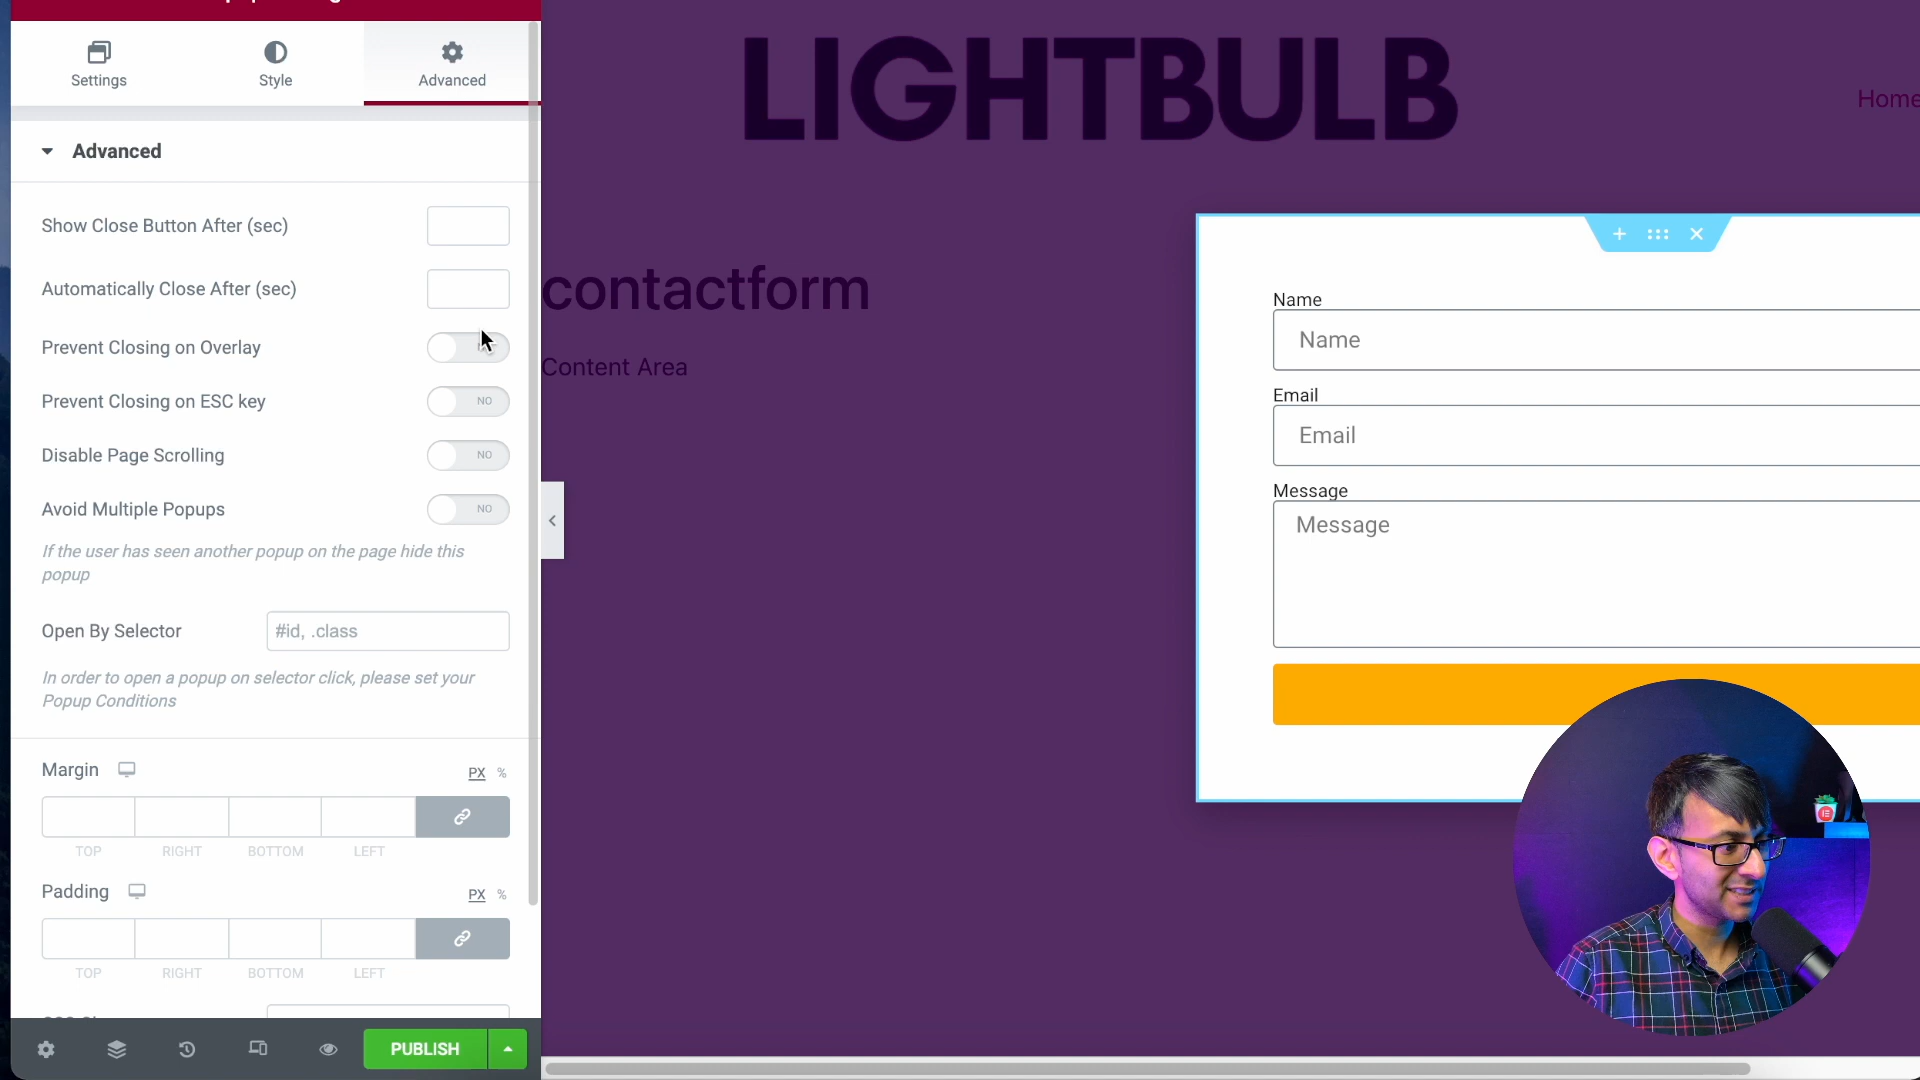 Settings
Style
Advanced
Advanced
Show Close Button After (sec)
Automatically Close After (sec)
Prevent Closing on Overlay
Prevent Closing on ESC key
NO
Disable Page Scrolling
NO
Avoid Multiple Popups
NO
If the user has seen another popup on the page hide this
popup
Open By Selector
#id, .class
In order to open a popup on selector click, please set your
Popup Conditions
Margin
PX %
TOP RIGHT BOTTOM LEFT
Padding
PX %
TOP RIGHT BOTTOM LEFT
PUBLISH
LIGHTBULB
Home
contactform
Content Area
Name
Name
Email
Email
Message
Message